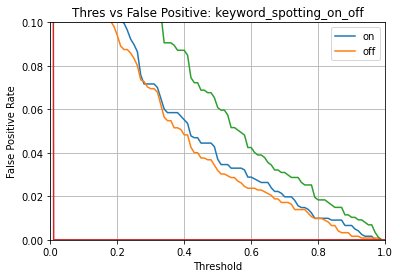 Thres vs False Positive: keyword_spotting_on_off
0.10
0.08
0.06
0.04
0.02
0.00
False Positive Rate
on
off
0.0 0.2 0.4 0.6 0.8 1.0
Threshold